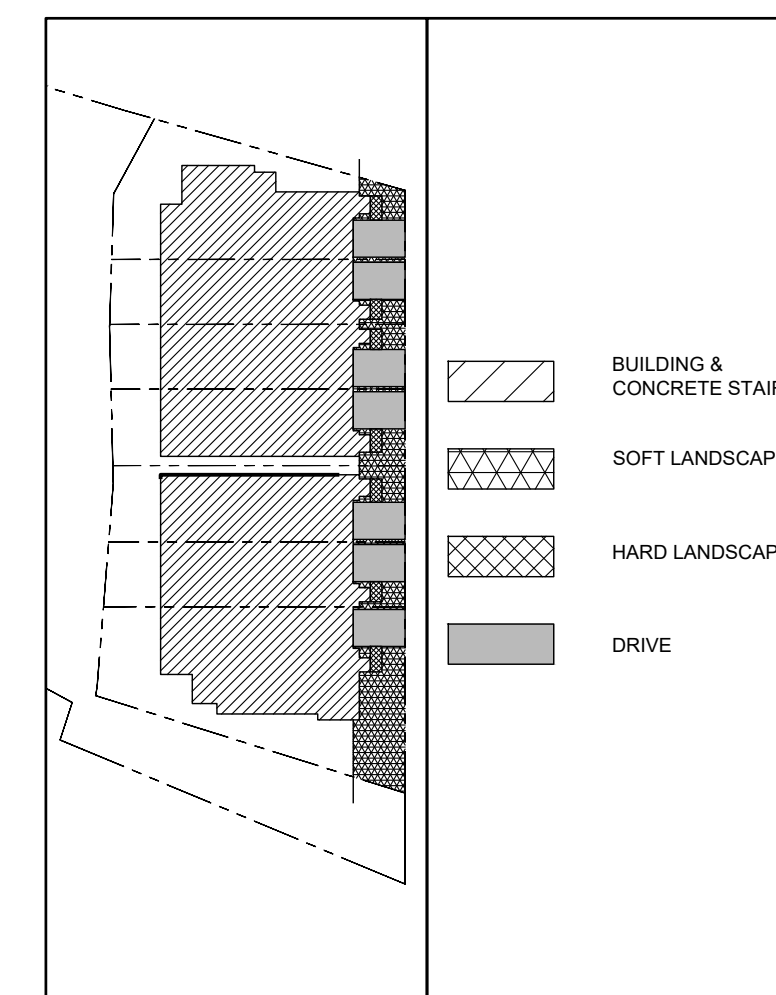 BUILDING &
CONCRETE STAIR
SOFT LANDSCAP
HARD LANDSCAP
DRIVE